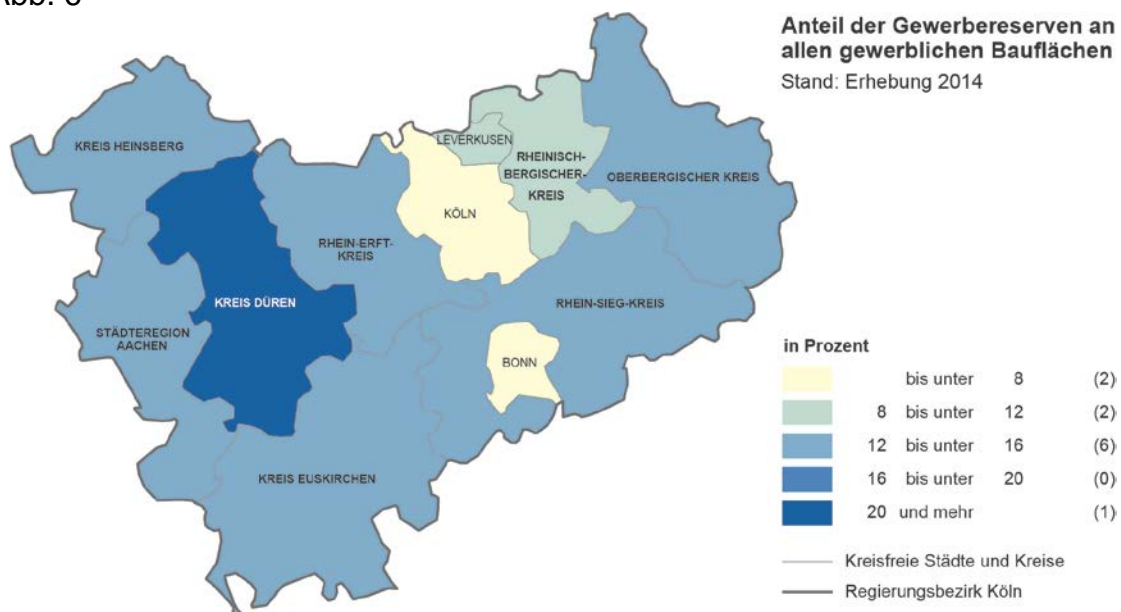 Anteil der Gewerbereserven an
allen gewerblichen Bauflächen
Stand: Erhebung 2014
KREIS HEINSBERG
LEVERKUSEN
RHEINISCH-
BERGISCHER-
KREIS
OBERBERGISCHER KREIS
KÖLN
RHEIN-ERFT-
KREIS
KREIS DÜREN
RHEIN-SIEG-KREIS
STÄDTEREGION
AACHEN
BONN
KREIS EUSKIRCHEN
in Prozent
bis unter 8 (2)
8 bis unter 12 (2)
12 bis unter 16 (6)
16 bis unter 20 (0)
20 und mehr (1)
Kreisfreie Städte und Kreise
Regierungsbezirk Köln